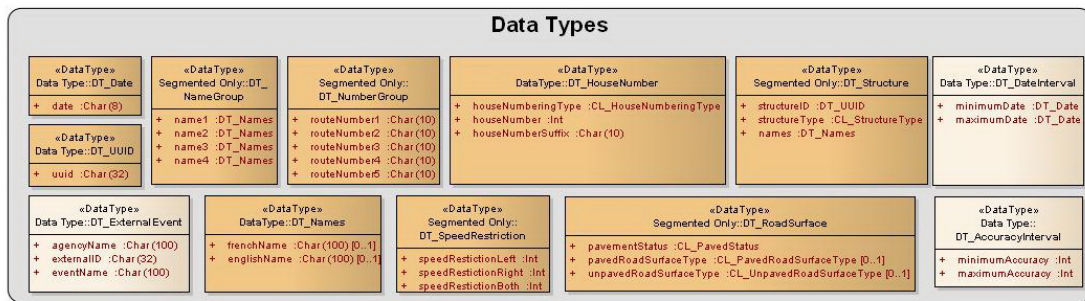 Data Types
«DataType»
Data Type::DT_Date
+ date :Char(8)
«DataType»
Data Type::DT_UUID
+ uuid :Char(32)
«DataType»
Segmented Only::DT_
NameGroup
+ name1 :DT_Names
+ name2 :DT_Names
+ name3 :DT_Names
+ name4 :DT_Names
«DataType»
Segmented Only::
DT_NumberGroup
+ routeNumber1 :Char(10)
+ routeNumber2 :Char(10)
+ routeNumber3 :Char(10)
+ routeNumber4 :Char(10)
+ routeNumber5 :Char(10)
«DataType»
DataType::DT_HouseNumber
+ houseNumberingType :CL_HouseNumberingType
+ houseNumber :Int
+ houseNumberSuffix :Char(10)
«DataType»
Segmented Only::DT_Structure
+ structureID :DT_UUID
+ structureType :CL_StructureType
+ names :DT_Names
«DataType»
Data Type::DT_DateInterval
+ minimumDate :DT_Date
+ maximumDate :DT_Date
«DataType»
Data Type::DT_ExternalEvent
+ agencyName :Char(100)
+ externalID :Char(32)
+ eventName :Char(100)
«DataType»
DataType::DT_Names
+ frenchName :Char(100) [0..1]
+ englishName :Char(100) [0..1]
«DataType»
Segmented Only::
DT_SpeedRestriction
+ speedRestictionLeft :Int
+ speedRestictionRight :Int
+ speedRestictionBoth :Int
«DataType»
Segmented Only::DT_RoadSurface
+ pavementStatus :CL_PavedStatus
+ pavedRoadSurfaceType :CL_PavedRoadSurfaceType [0..1]
+ unpavedRoadSurfaceType :CL_UnpavedRoadSurfaceType [0..1]
«DataType»
Data Type::
DT_AccuracyInterval
+ minimumAccuracy :Int
+ maximumAccuracy :Int